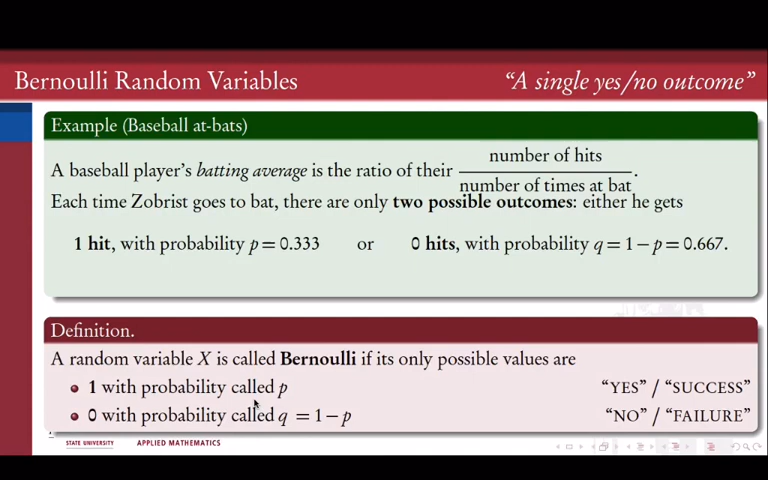 Bernoulli Random Variables “A single yes/no outcome”
Example (Baseball at-bats)
A baseball player's batting average is the ratio of their number of hits / number of times at bat.
Each time Zobrist goes to bat, there are only two possible outcomes: either he gets
1 hit, with probability p = 0.333 or 0 hits, with probability q = 1 − p = 0.667.
Definition.
A random variable X is called Bernoulli if its only possible values are
1 with probability called p “YES” / “SUCCESS”
0 with probability called q = 1 − p “NO” / “FAILURE”
STATE UNIVERSITY APPLIED MATHEMATICS